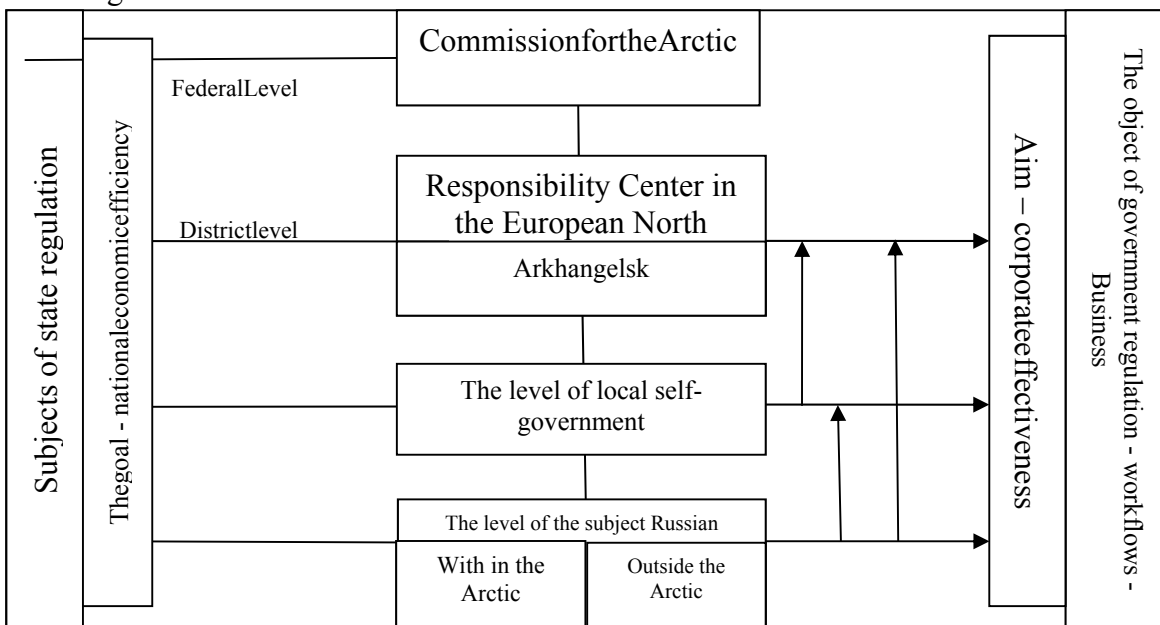 Subjects of state regulation
Thegoal - nationaleconomicefficiency
CommissionfortheArctic
FederalLevel
Responsibility Center in
the European North
Districtlevel
Arkhangelsk
The level of local self-
government
The level of the subject Russian
With in the
Arctic
Outside the
Arctic
Aim – corporateeffectiveness
The object of government regulation - workflows -
Business